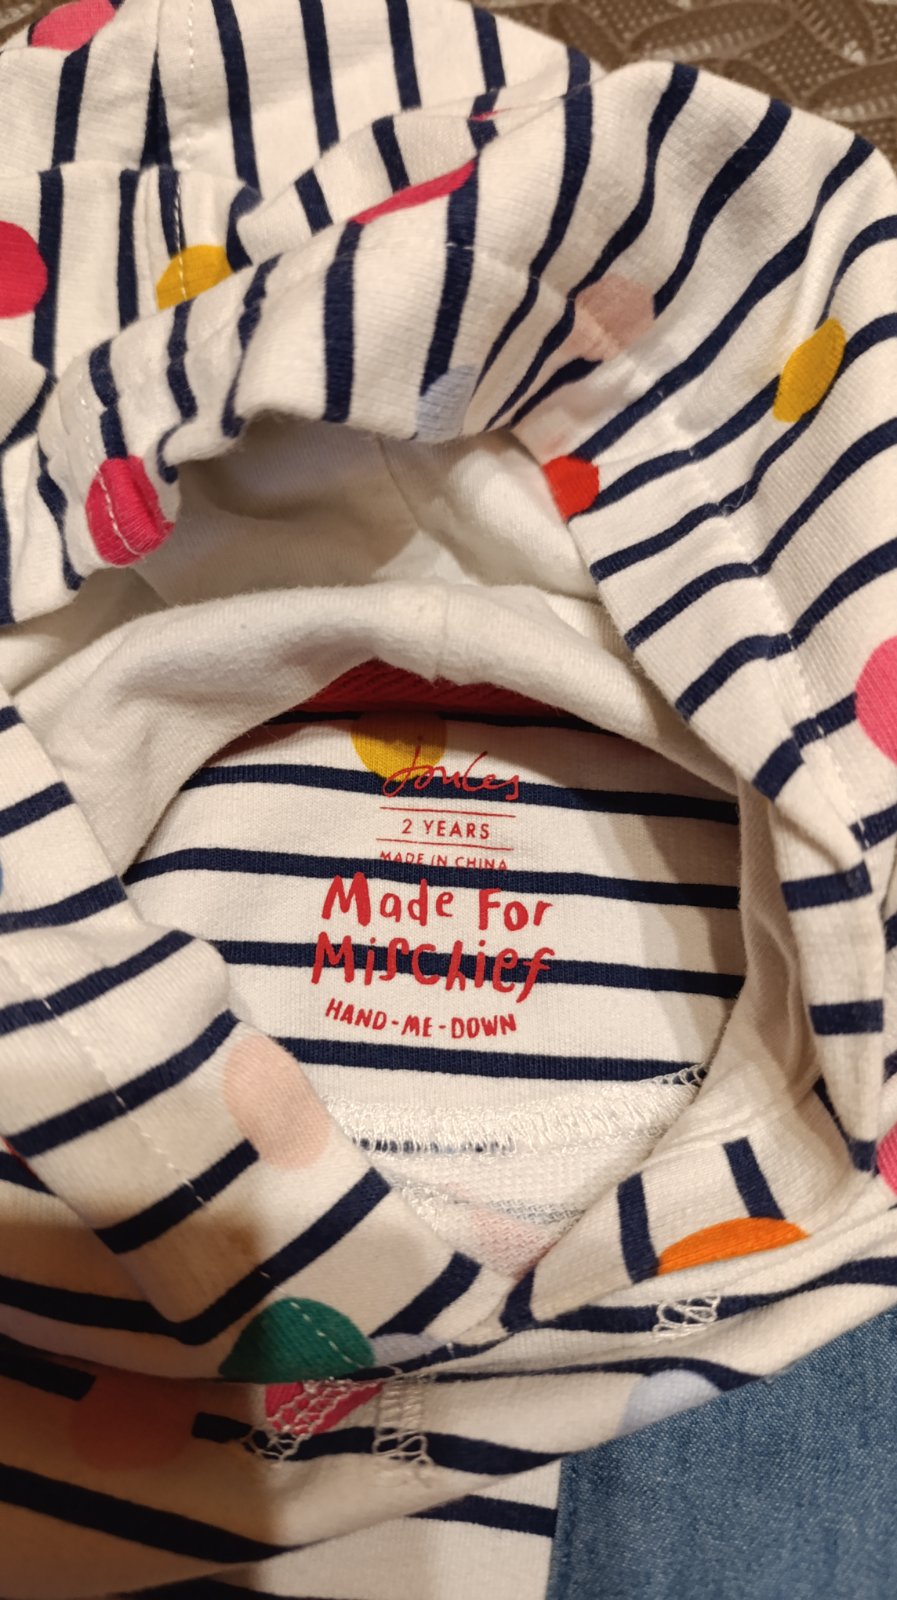 Joules
2 YEARS
MADE IN CHINA
Made For
Mischief
HAND-ME-DOWN